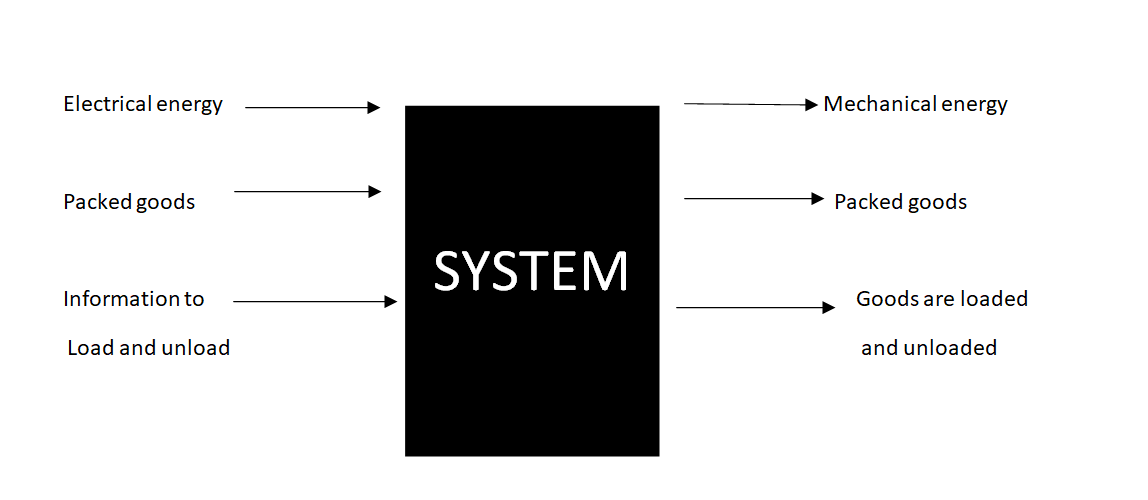 Electrical energy
Mechanical energy
Packed goods
Packed goods
SYSTEM
Information to
Load and unload
Goods are loaded
and unloaded